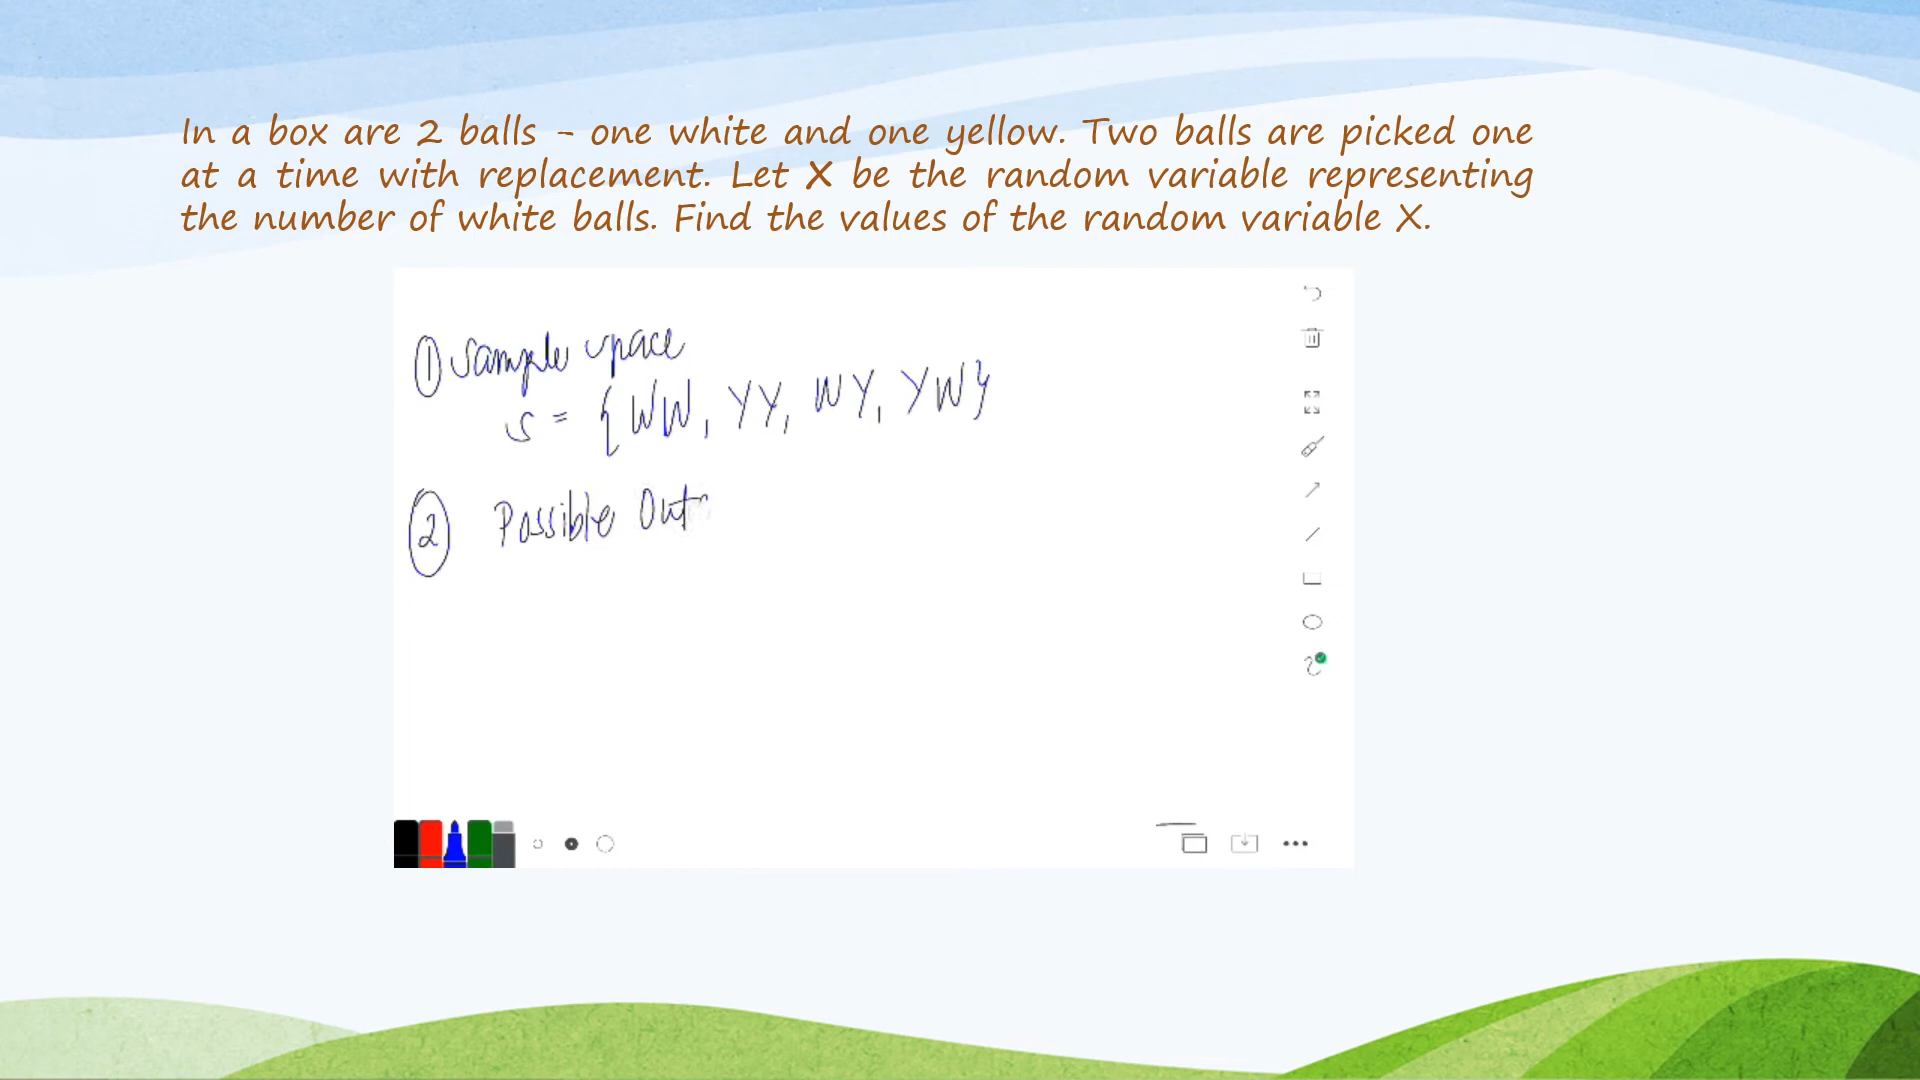 In a box are 2 balls - one white and one yellow. Two balls are picked one
at a time with replacement. Let X be the random variable representing
the number of white balls. Find the values of the random variable X.
① Sample space
S = { WW, YY, WY, YW}
② Possible Out